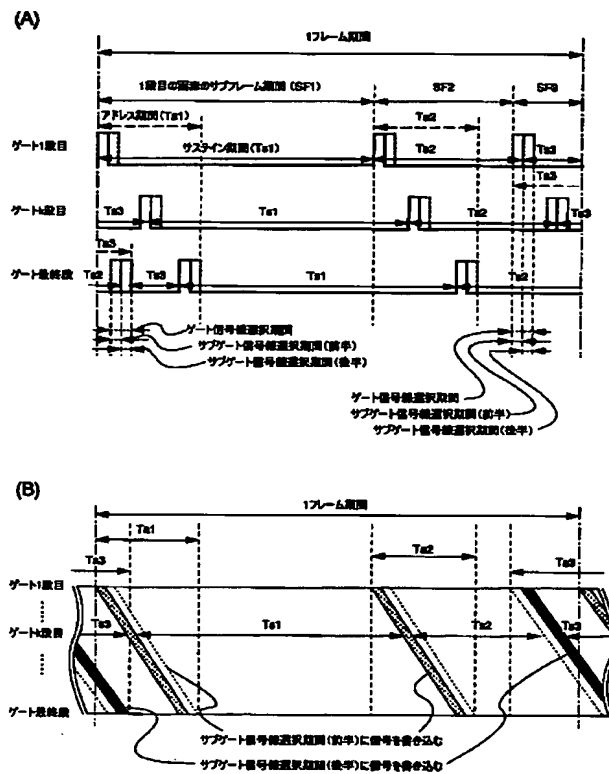 (A)
1フレーム期間
1段目の画素のサブフレーム期間(SF1)
SF2
SF3
アドレス期間(Ta1)
Ta2
ゲート1段目
サステイン期間(Ts1)
Ts2
Ts3
Ta3
ゲートk段目
Ts3
Ts1
Ts2
Ts3
Ta3
ゲート最終段
Ts2
Ts3
Ts1
Ts2
ゲート信号線選択期間
サブゲート信号線選択期間(前半)
サブゲート信号線選択期間(後半)
ゲート信号線選択期間
サブゲート信号線選択期間(前半)
サブゲート信号線選択期間(後半)
(B)
1フレーム期間
Ta1
Ta2
Ta3
Ta3
ゲート1段目
ゲートk段目
Ts3
Ts1
Ts2
Ts3
ゲート最終段
サブゲート信号線選択期間(前半)に信号を書き込む
サブゲート信号線選択期間(後半)に信号を書き込む